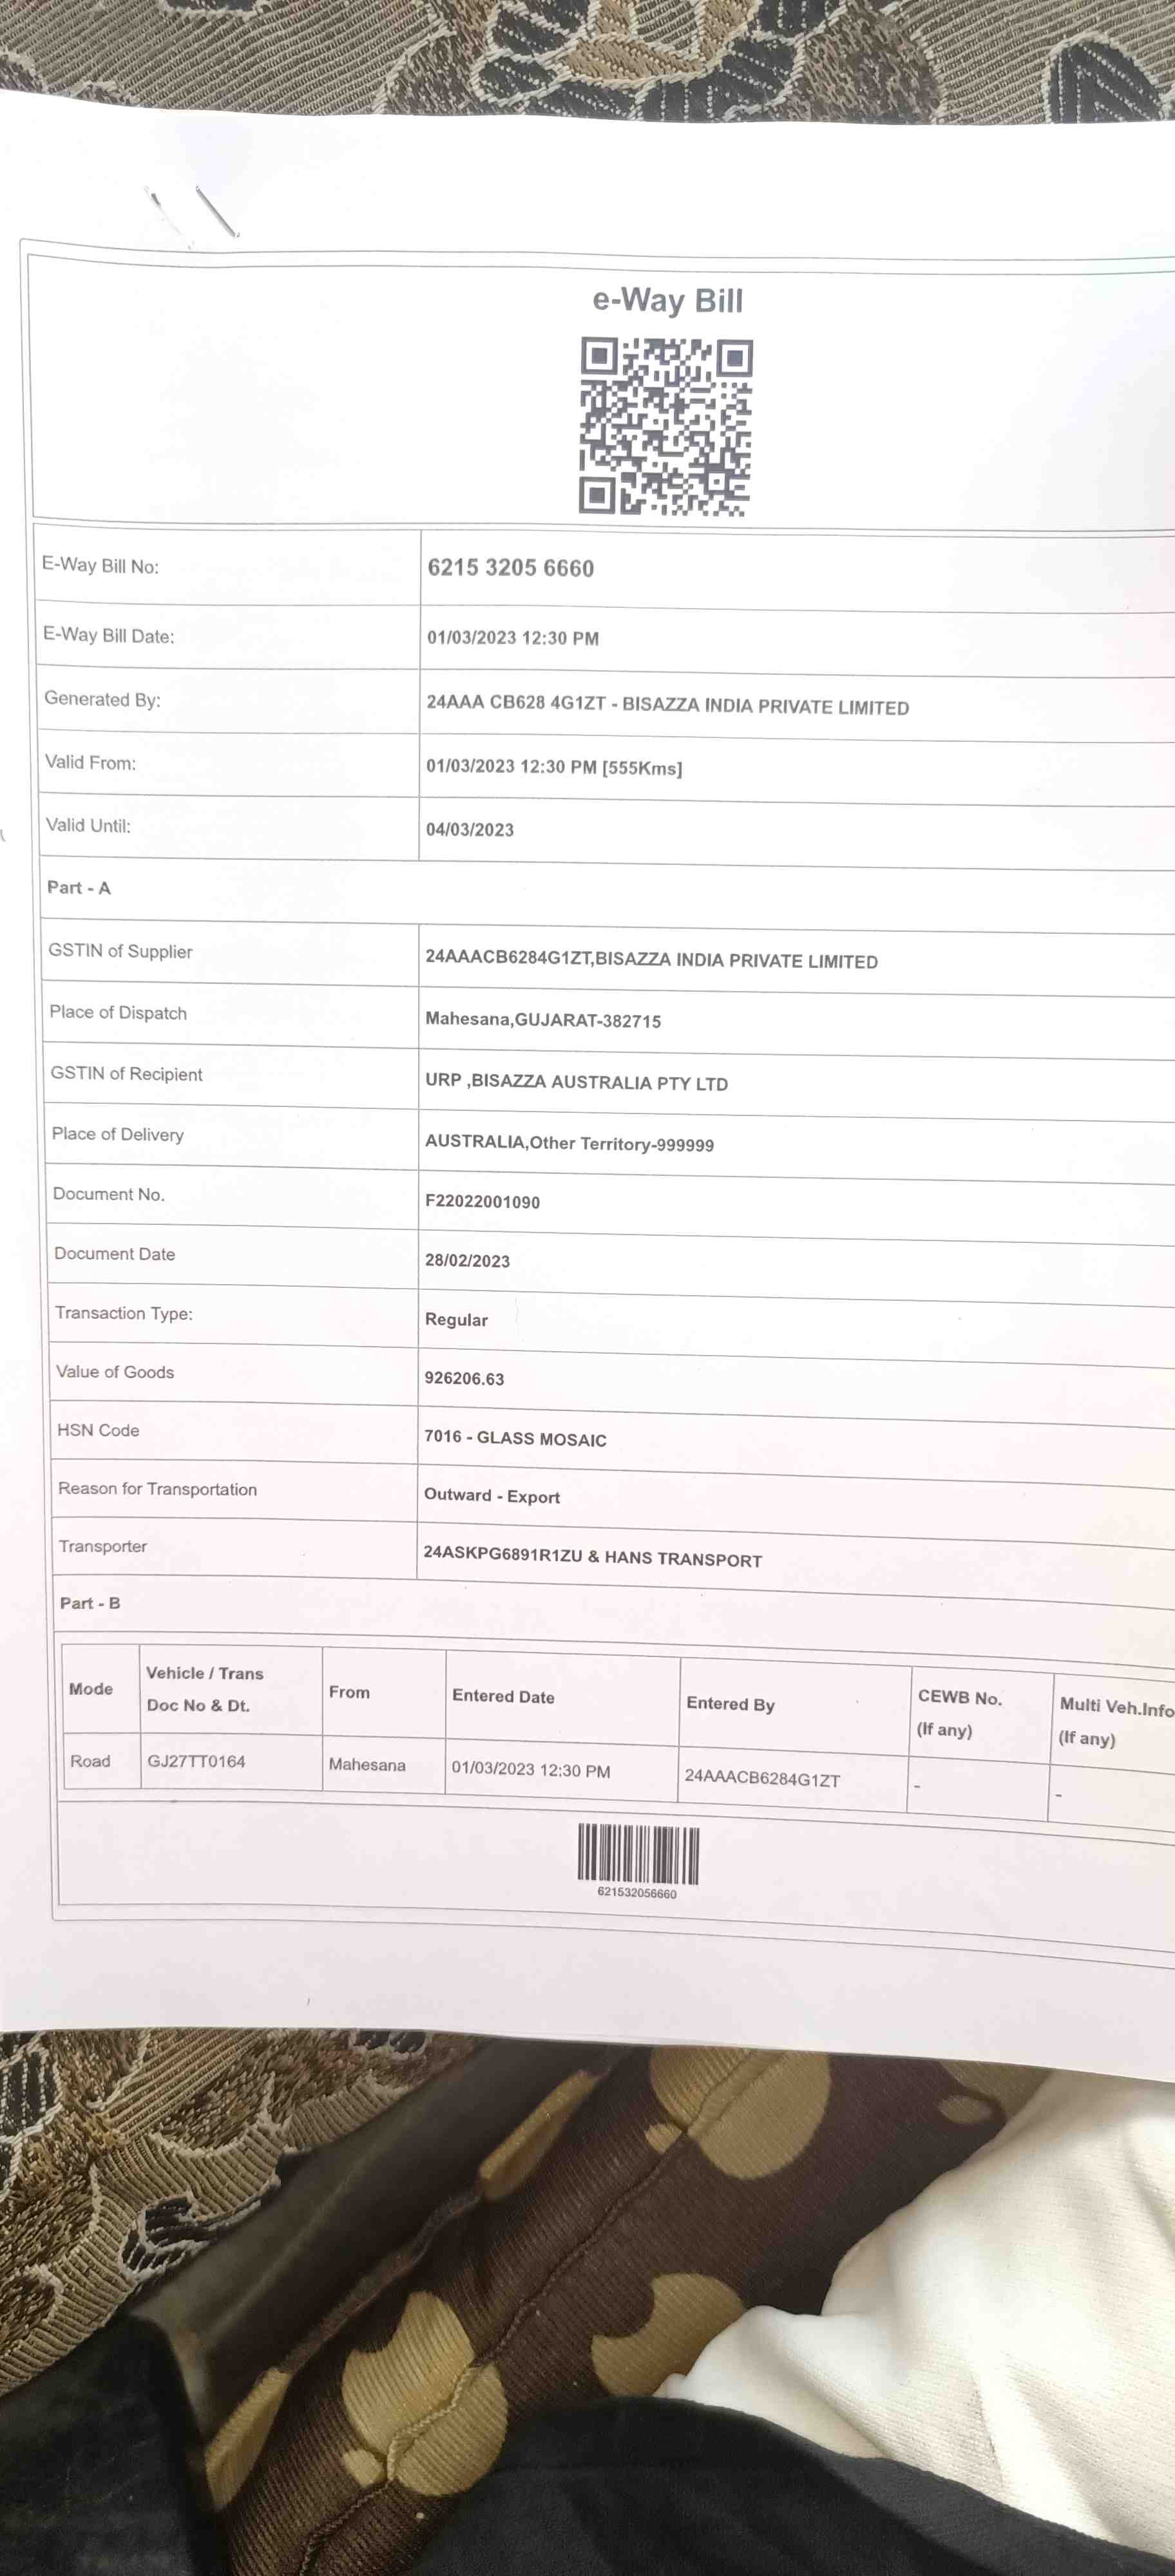 e-Way Bill
E-Way Bill No: 6215 3205 6660
E-Way Bill Date: 01/03/2023 12:30 PM
Generated By: 24AAA CB628 4G1ZT - BISAZZA INDIA PRIVATE LIMITED
Valid From: 01/03/2023 12:30 PM [555Kms]
Valid Until: 04/03/2023
Part - A
GSTIN of Supplier 24AAACB6284G1ZT,BISAZZA INDIA PRIVATE LIMITED
Place of Dispatch Mahesana,GUJARAT-382715
GSTIN of Recipient URP ,BISAZZA AUSTRALIA PTY LTD
Place of Delivery AUSTRALIA,Other Territory-999999
Document No. F22022001090
Document Date 28/02/2023
Transaction Type: Regular
Value of Goods 926206.63
HSN Code 7016 - GLASS MOSAIC
Reason for Transportation Outward - Export
Transporter 24ASKPG6891R1ZU & HANS TRANSPORT
Part - B
Mode Vehicle / Trans Doc No & Dt. From Entered Date Entered By CEWB No. (If any) Multi Veh.Info (If any)
Road GJ27TT0164 Mahesana 01/03/2023 12:30 PM 24AAACB6284G1ZT - -
621532056660